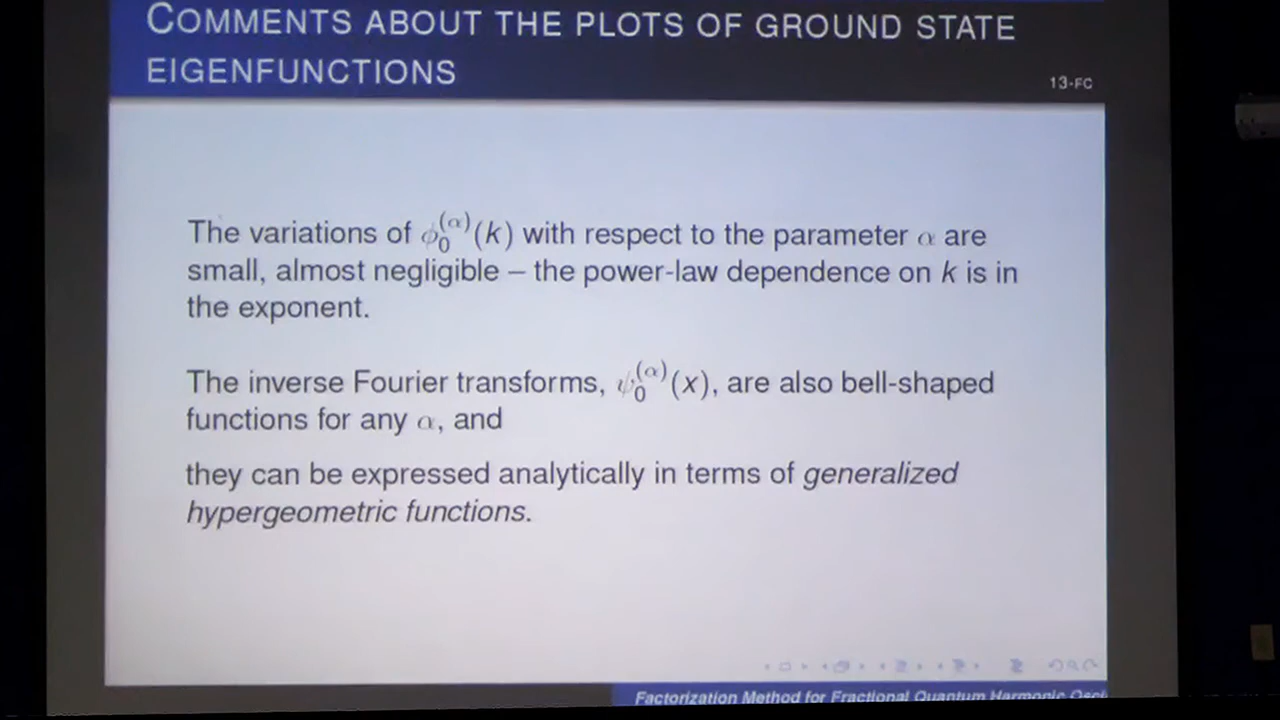 COMMENTS ABOUT THE PLOTS OF GROUND STATE
EIGENFUNCTIONS
13-FC
The variations of ϕ₀⁽ᵅ⁾(k) with respect to the parameter α are
small, almost negligible – the power-law dependence on k is in
the exponent.
The inverse Fourier transforms, ψ₀⁽ᵅ⁾(x), are also bell-shaped
functions for any α, and
they can be expressed analytically in terms of generalized
hypergeometric functions.
Factorization Method for Fractional Quantum Harmonic